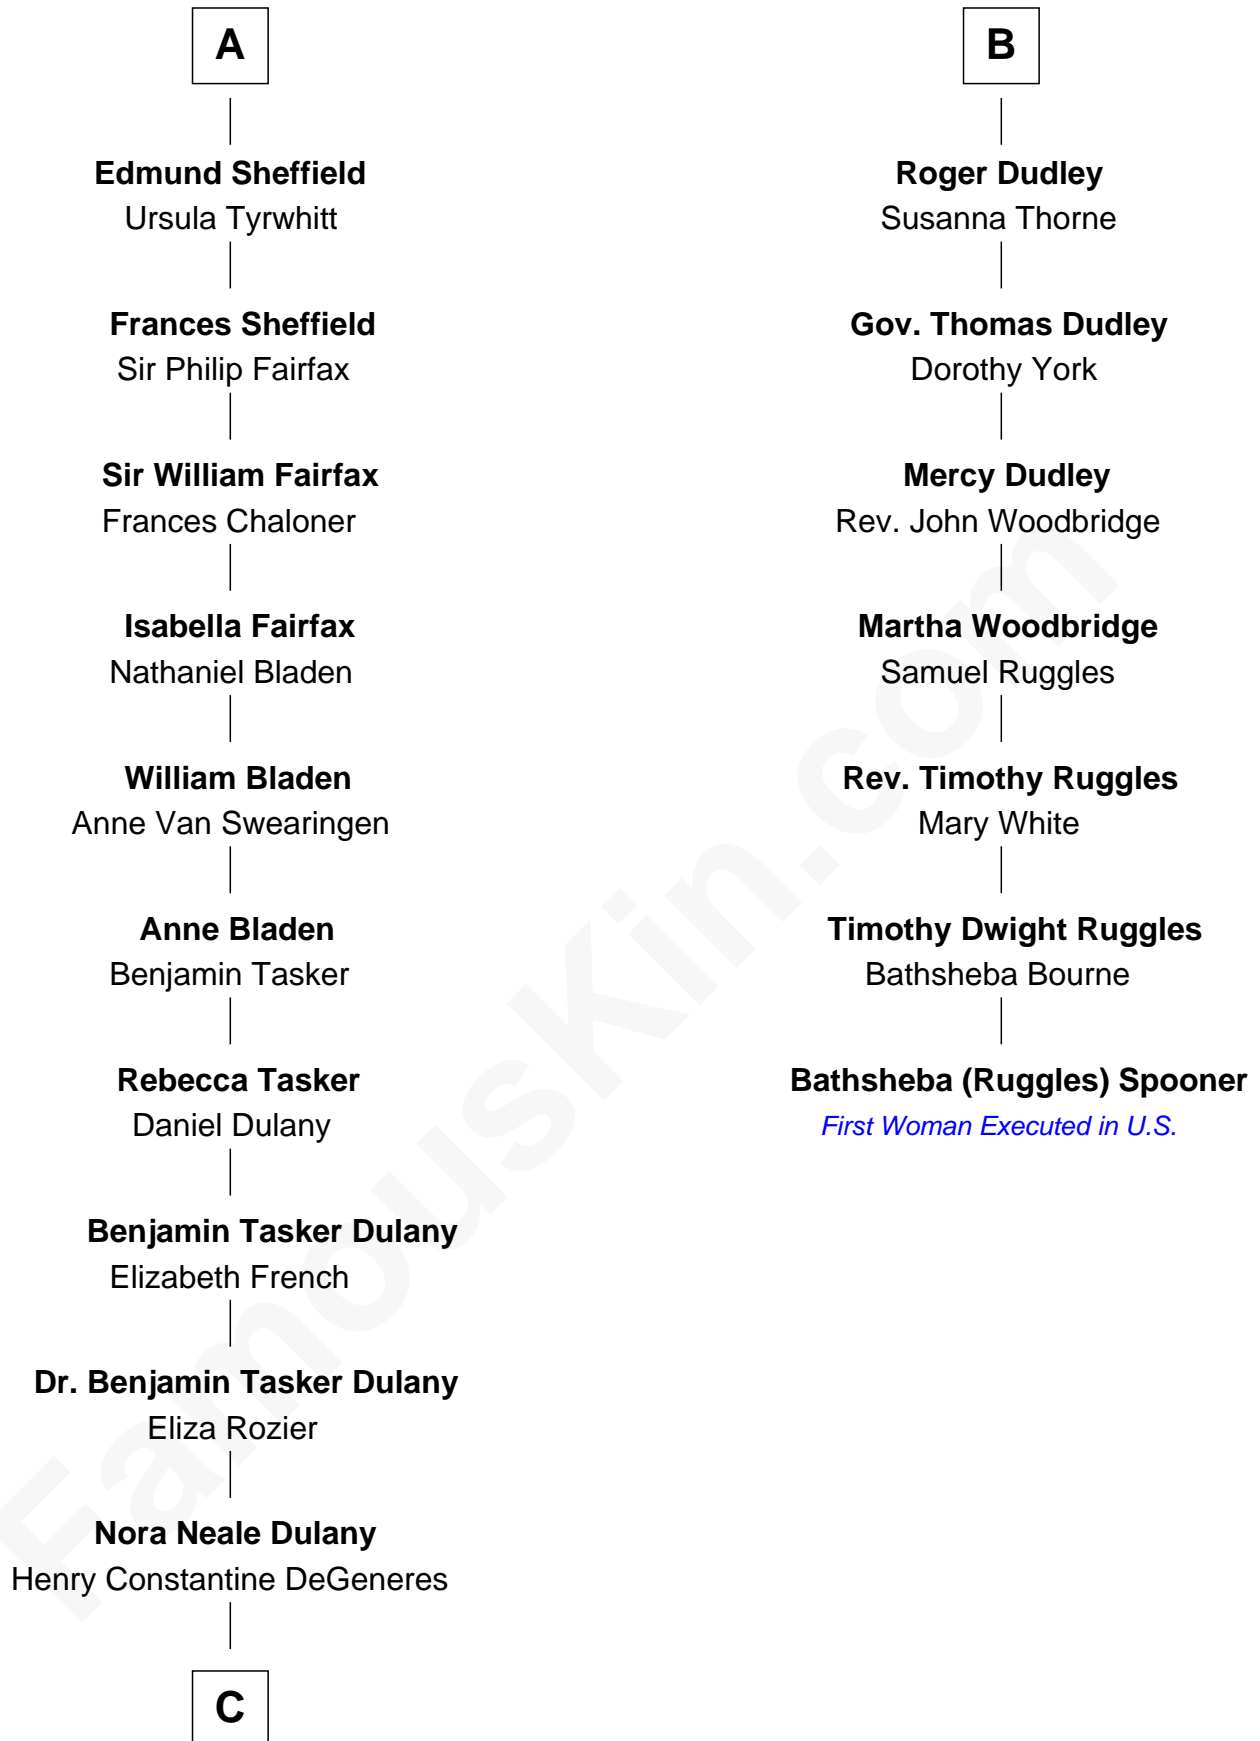 A
Edmund Sheffield
Ursula Tyrwhitt
Frances Sheffield
Sir Philip Fairfax
Sir William Fairfax
Frances Chaloner
Isabella Fairfax
Nathaniel Bladen
William Bladen
Anne Van Swearingen
Anne Bladen
Benjamin Tasker
Rebecca Tasker
Daniel Dulany
Benjamin Tasker Dulany
Elizabeth French
Dr. Benjamin Tasker Dulany
Eliza Rozier
Nora Neale Dulany
Henry Constantine DeGeneres
C
B
Roger Dudley
Susanna Thorne
Gov. Thomas Dudley
Dorothy York
Mercy Dudley
Rev. John Woodbridge
Martha Woodbridge
Samuel Ruggles
Rev. Timothy Ruggles
Mary White
Timothy Dwight Ruggles
Bathsheba Bourne
Bathsheba (Ruggles) Spooner
First Woman Executed in U.S.
FamousKin.com